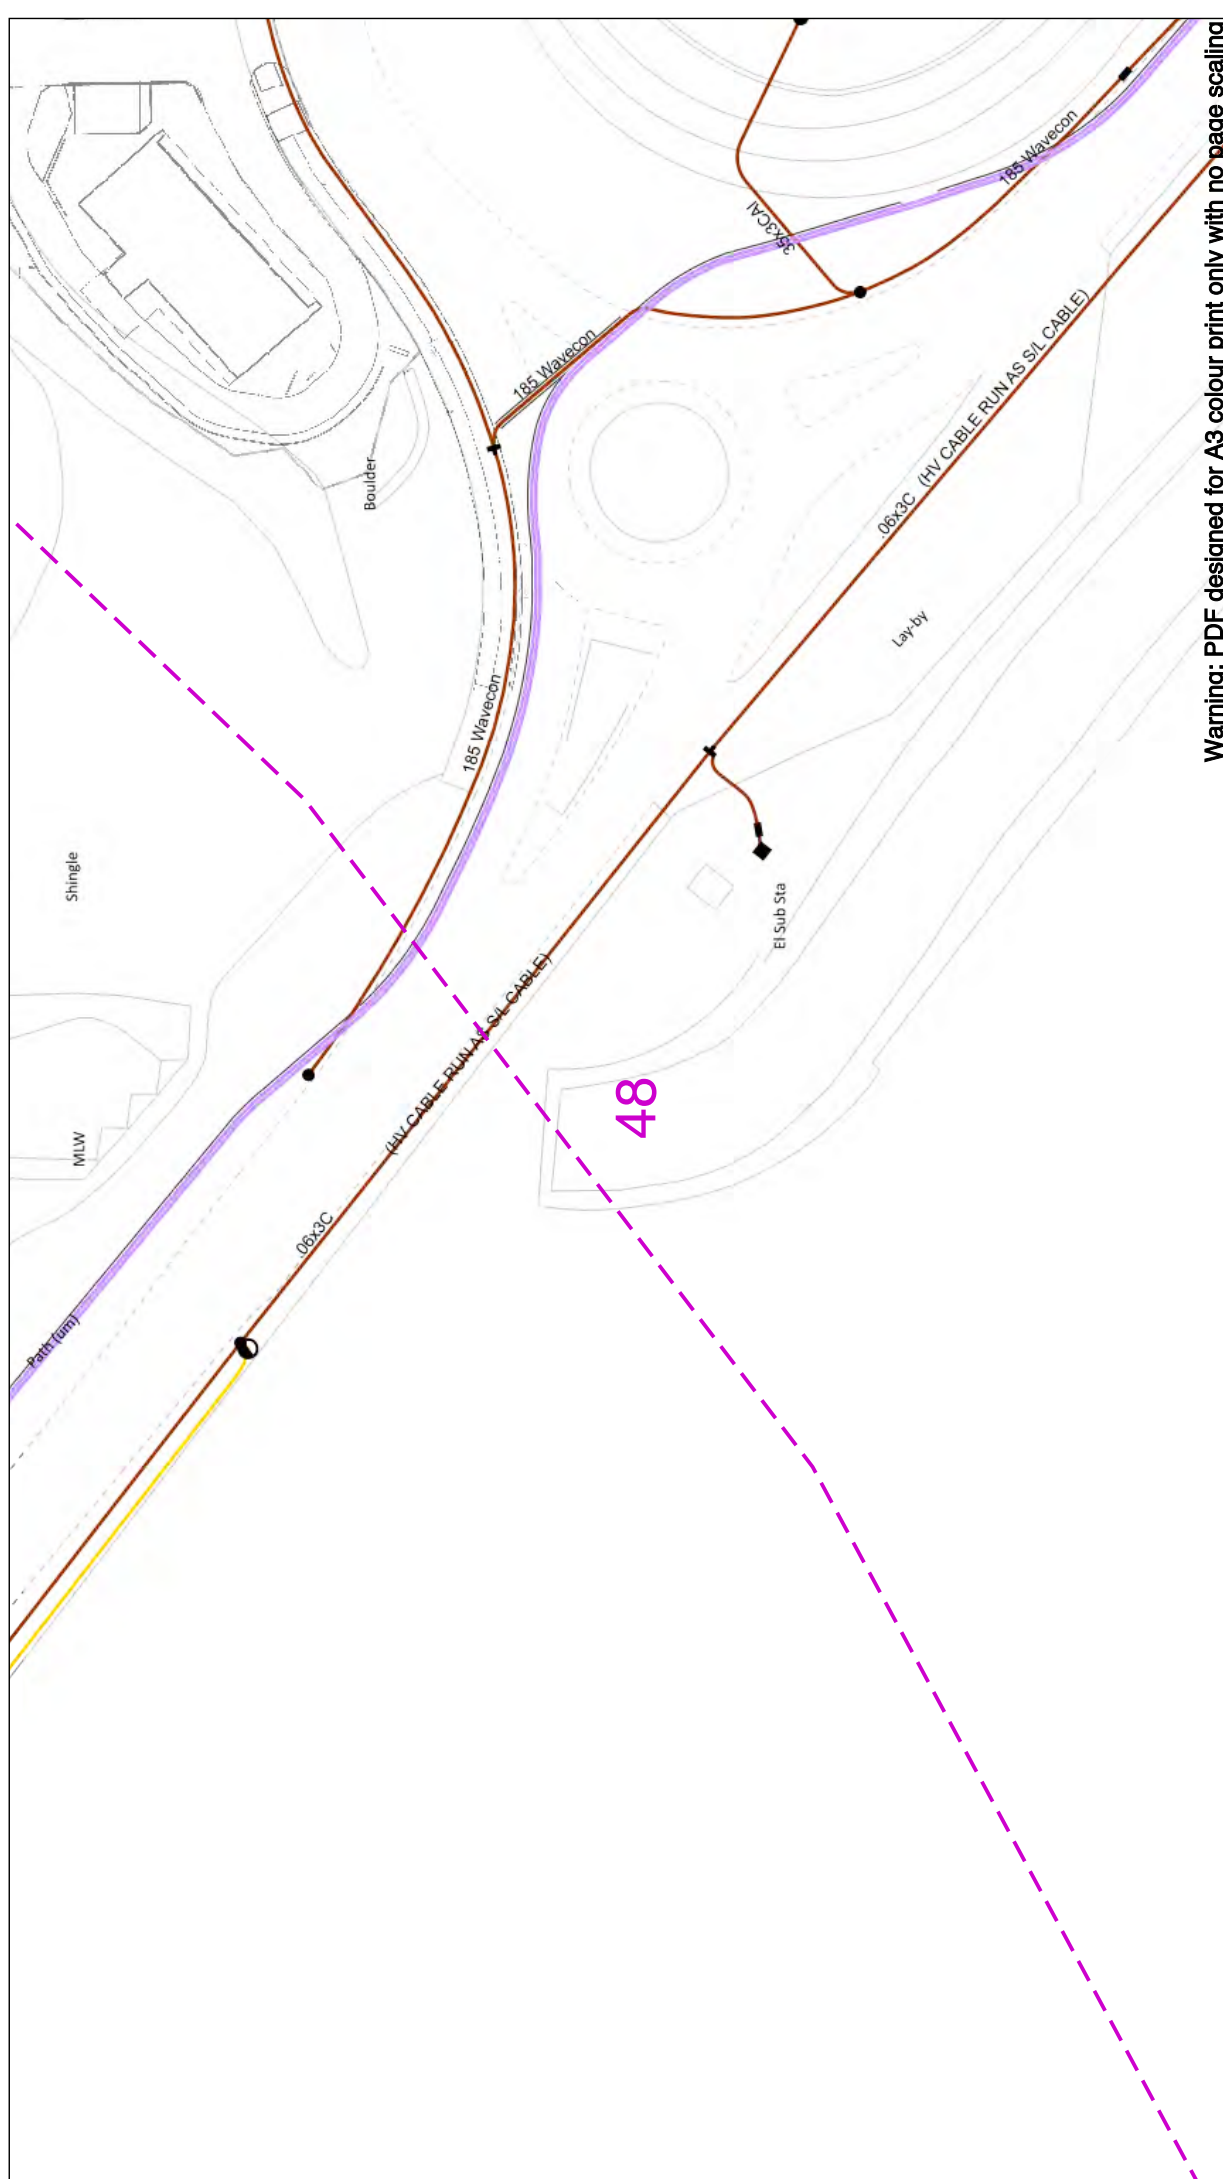 185 Wavecon
35x3CAl
185 Wavecon
Boulder
.06x3C (HV CABLE RUN AS S/L CABLE)
Lay-by
185 Wavecon
Shingle
El Sub Sta
(HV CABLE RUN AS S/L CABLE)
48
MLW
.06x3C
Path (um)
Warning: PDF designed for A3 colour print only with no page scaling